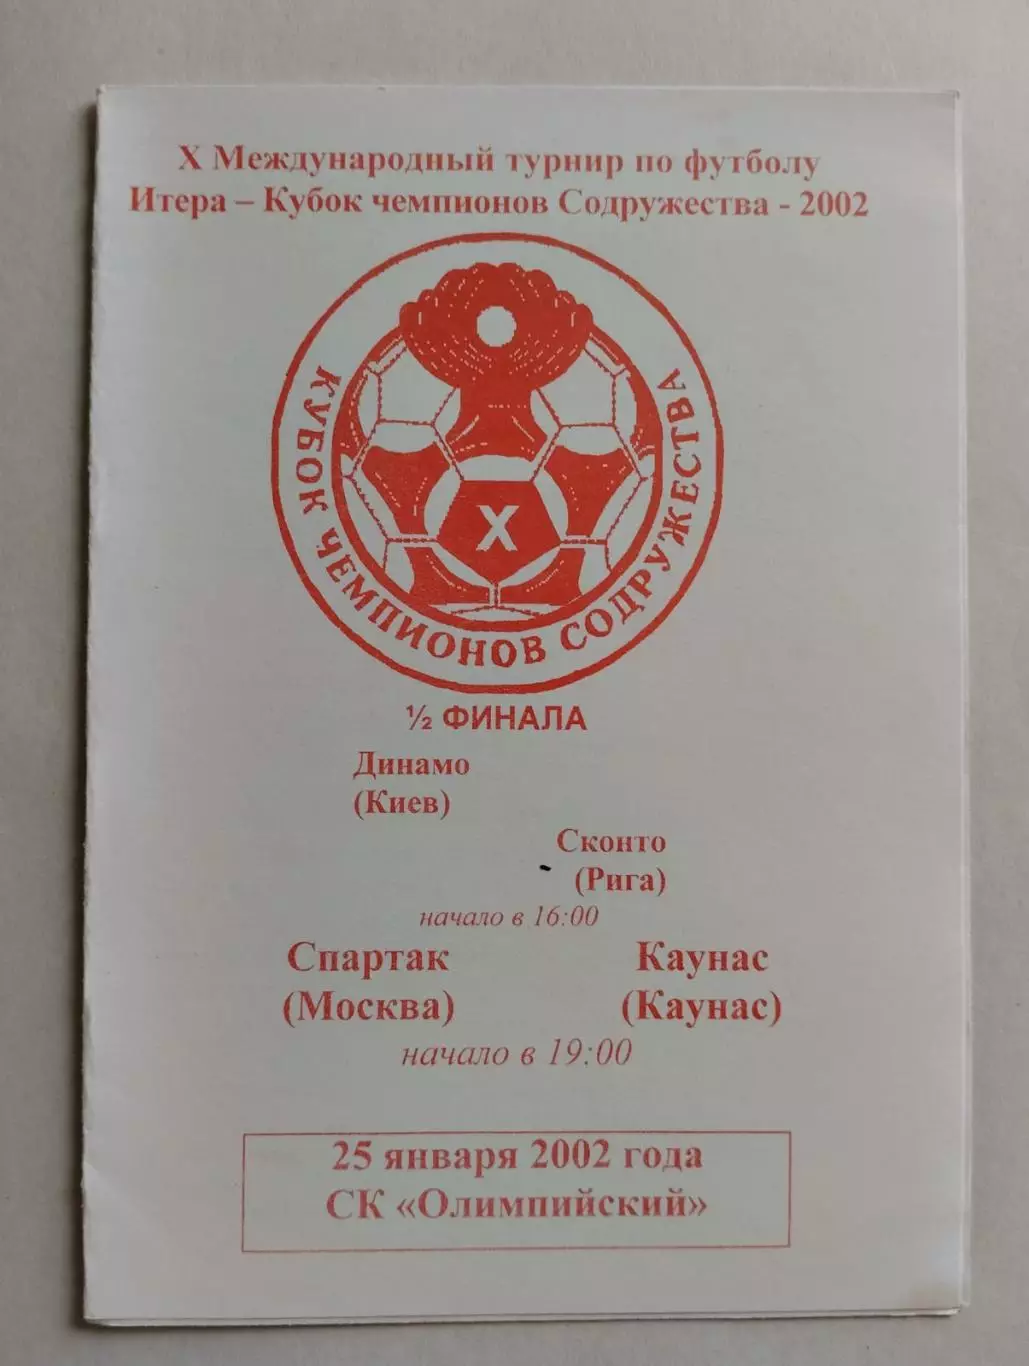 X Международный турнир по футболу
Итера – Кубок чемпионов Содружества - 2002
КУБОК ЧЕМПИОНОВ СОДРУЖЕСТВА
X
½ ФИНАЛА
Динамо
(Киев)
Сконто
(Рига)
начало в 16:00
Спартак Каунас
(Москва) (Каунас)
начало в 19:00
25 января 2002 года
СК «Олимпийский»